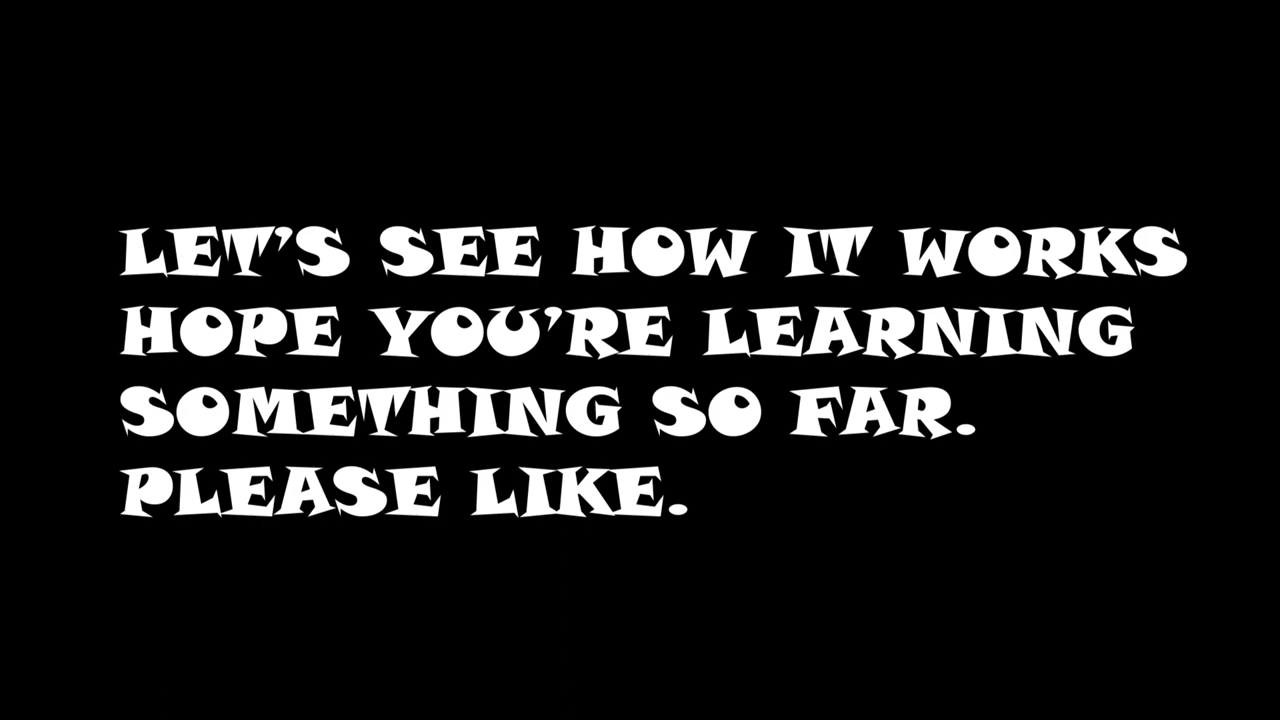 LET'S SEE HOW IT WORKS
HOPE YOU'RE LEARNING
SOMETHING SO FAR.
PLEASE LIKE.